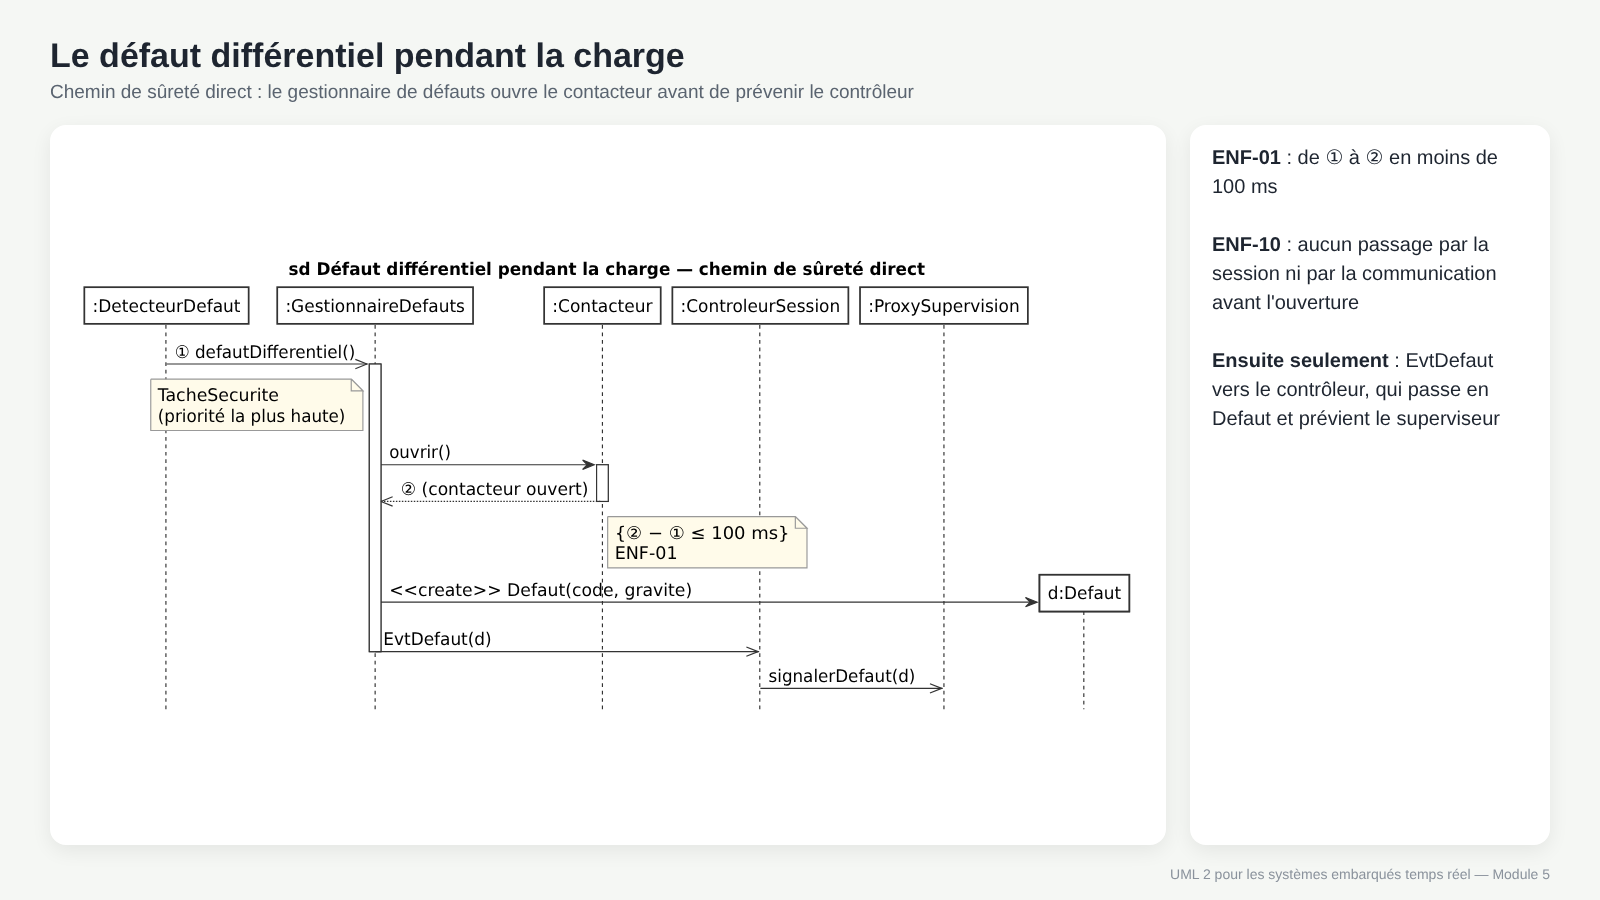 Le défaut différentiel pendant la charge
Chemin de sûreté direct : le gestionnaire de défauts ouvre le contacteur avant de prévenir le contrôleur
sd Défaut différentiel pendant la charge — chemin de sûreté direct
:DetecteurDefaut
:GestionnaireDefauts
:Contacteur
:ControleurSession
:ProxySupervision
① defautDifferentiel()
TacheSecurite
(priorité la plus haute)
ouvrir()
② (contacteur ouvert)
{② − ① ≤ 100 ms}
ENF-01
<<create>> Defaut(code, gravite)
d:Defaut
EvtDefaut(d)
signalerDefaut(d)
ENF-01 : de ① à ② en moins de
100 ms
ENF-10 : aucun passage par la
session ni par la communication
avant l'ouverture
Ensuite seulement : EvtDefaut
vers le contrôleur, qui passe en
Defaut et prévient le superviseur
UML 2 pour les systèmes embarqués temps réel — Module 5